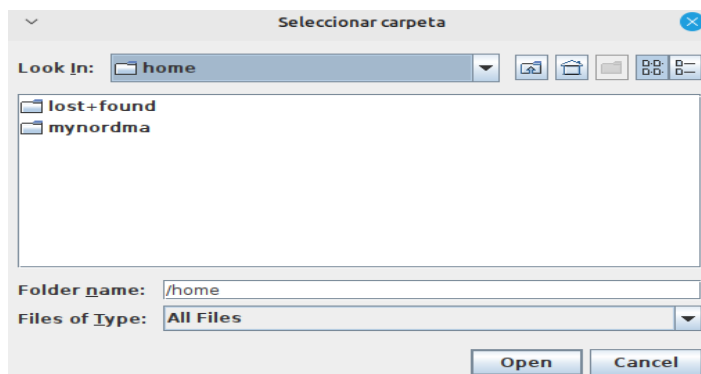 Seleccionar carpeta
Look In: home
lost+found
mynordma
Folder name: /home
Files of Type: All Files
Open Cancel